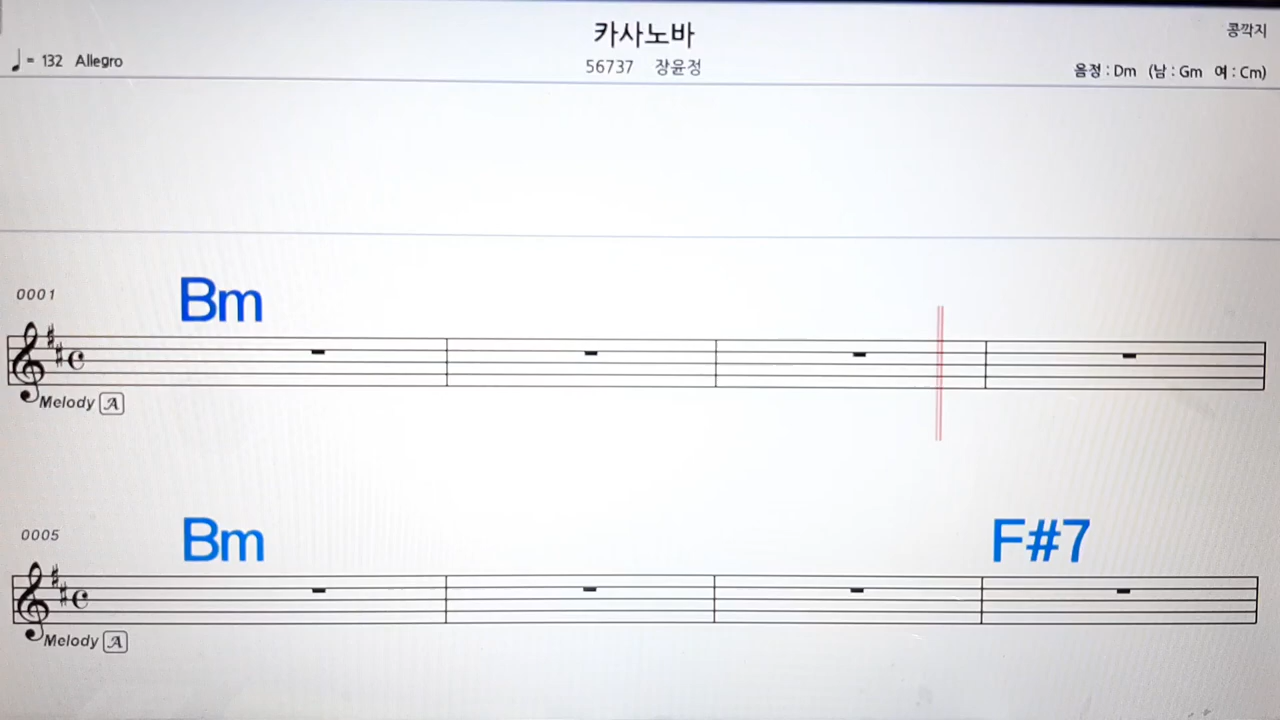 카사노바
콩깍지
♩ = 132 Allegro
56737 장윤정
음정 : Dm (남 : Gm 여 : Cm)
0001
Bm
Melody A
0005
Bm F#7
Melody A